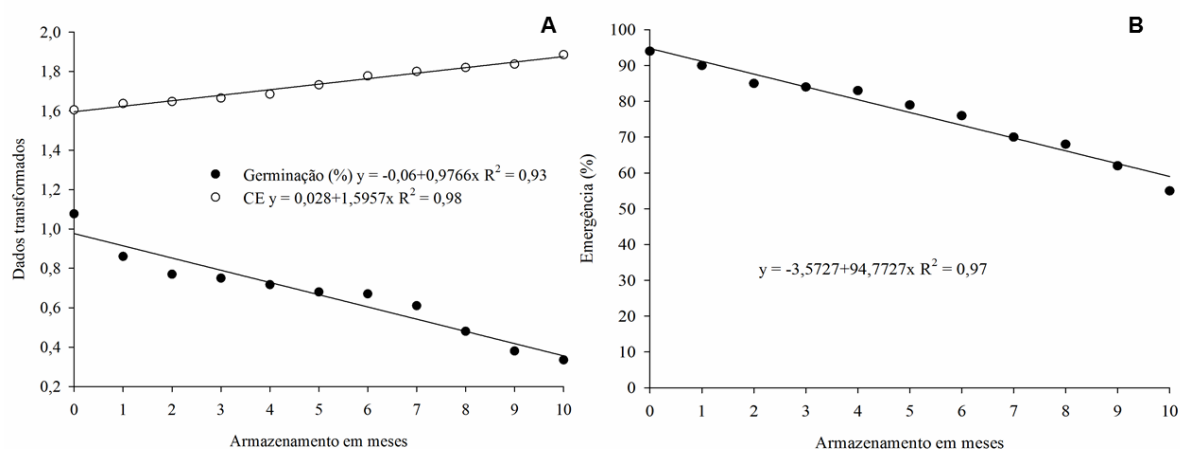 A
2,0
1,8
1,6
1,4
1,2
1,0
0,8
0,6
0,4
0,2
Dados transformados
Germinação (%) y = -0,06+0,9766x R² = 0,93
CE y = 0,028+1,5957x R² = 0,98
0 1 2 3 4 5 6 7 8 9 10
Armazenamento em meses
B
100
90
80
70
60
50
40
30
20
10
0
Emergência (%)
y = -3,5727+94,7727x R² = 0,97
0 1 2 3 4 5 6 7 8 9 10
Armazenamento em meses